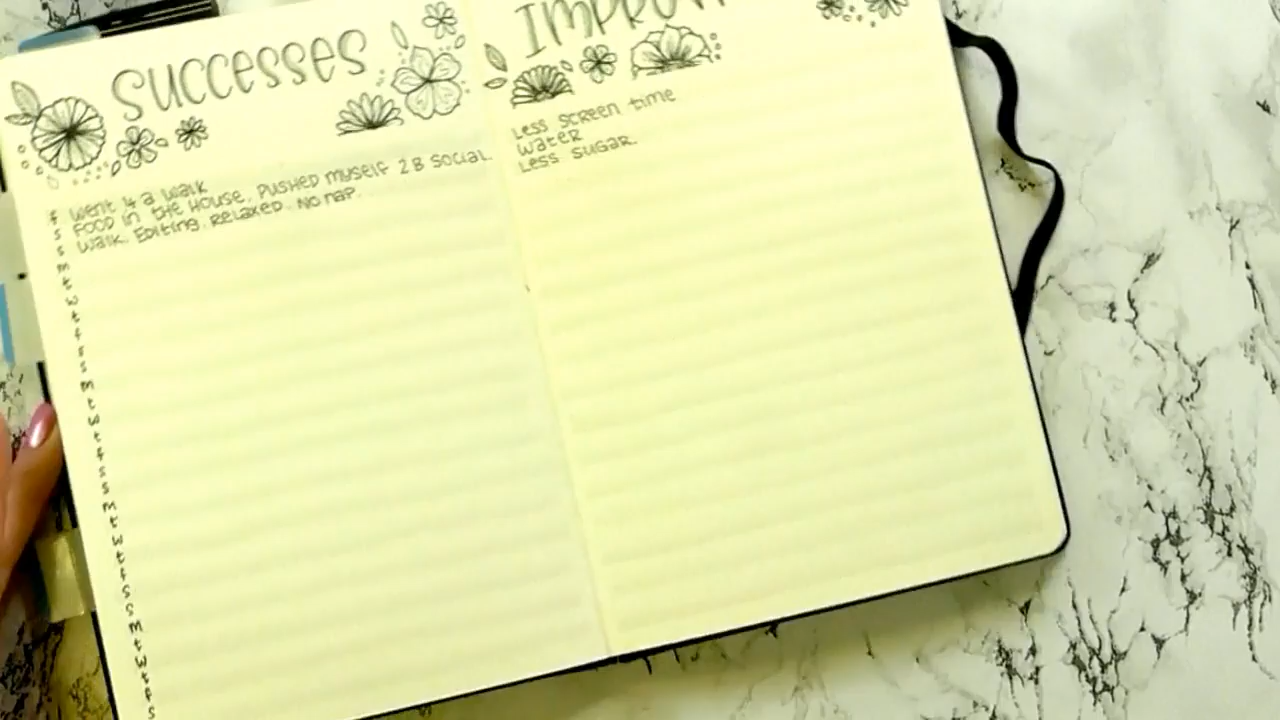 SUCCESSES
f went 4 a walk
s FOOD in the HOUSE. PUSHED myself 2 B SOCIAL.
s walk. Editing. Relaxed. No nap.
m
t
w
t
f
s
s
m
t
w
t
f
s
s
m
t
w
t
f
s
s
m
t
w
t
f
s
Less screen time
water
Less sugar.